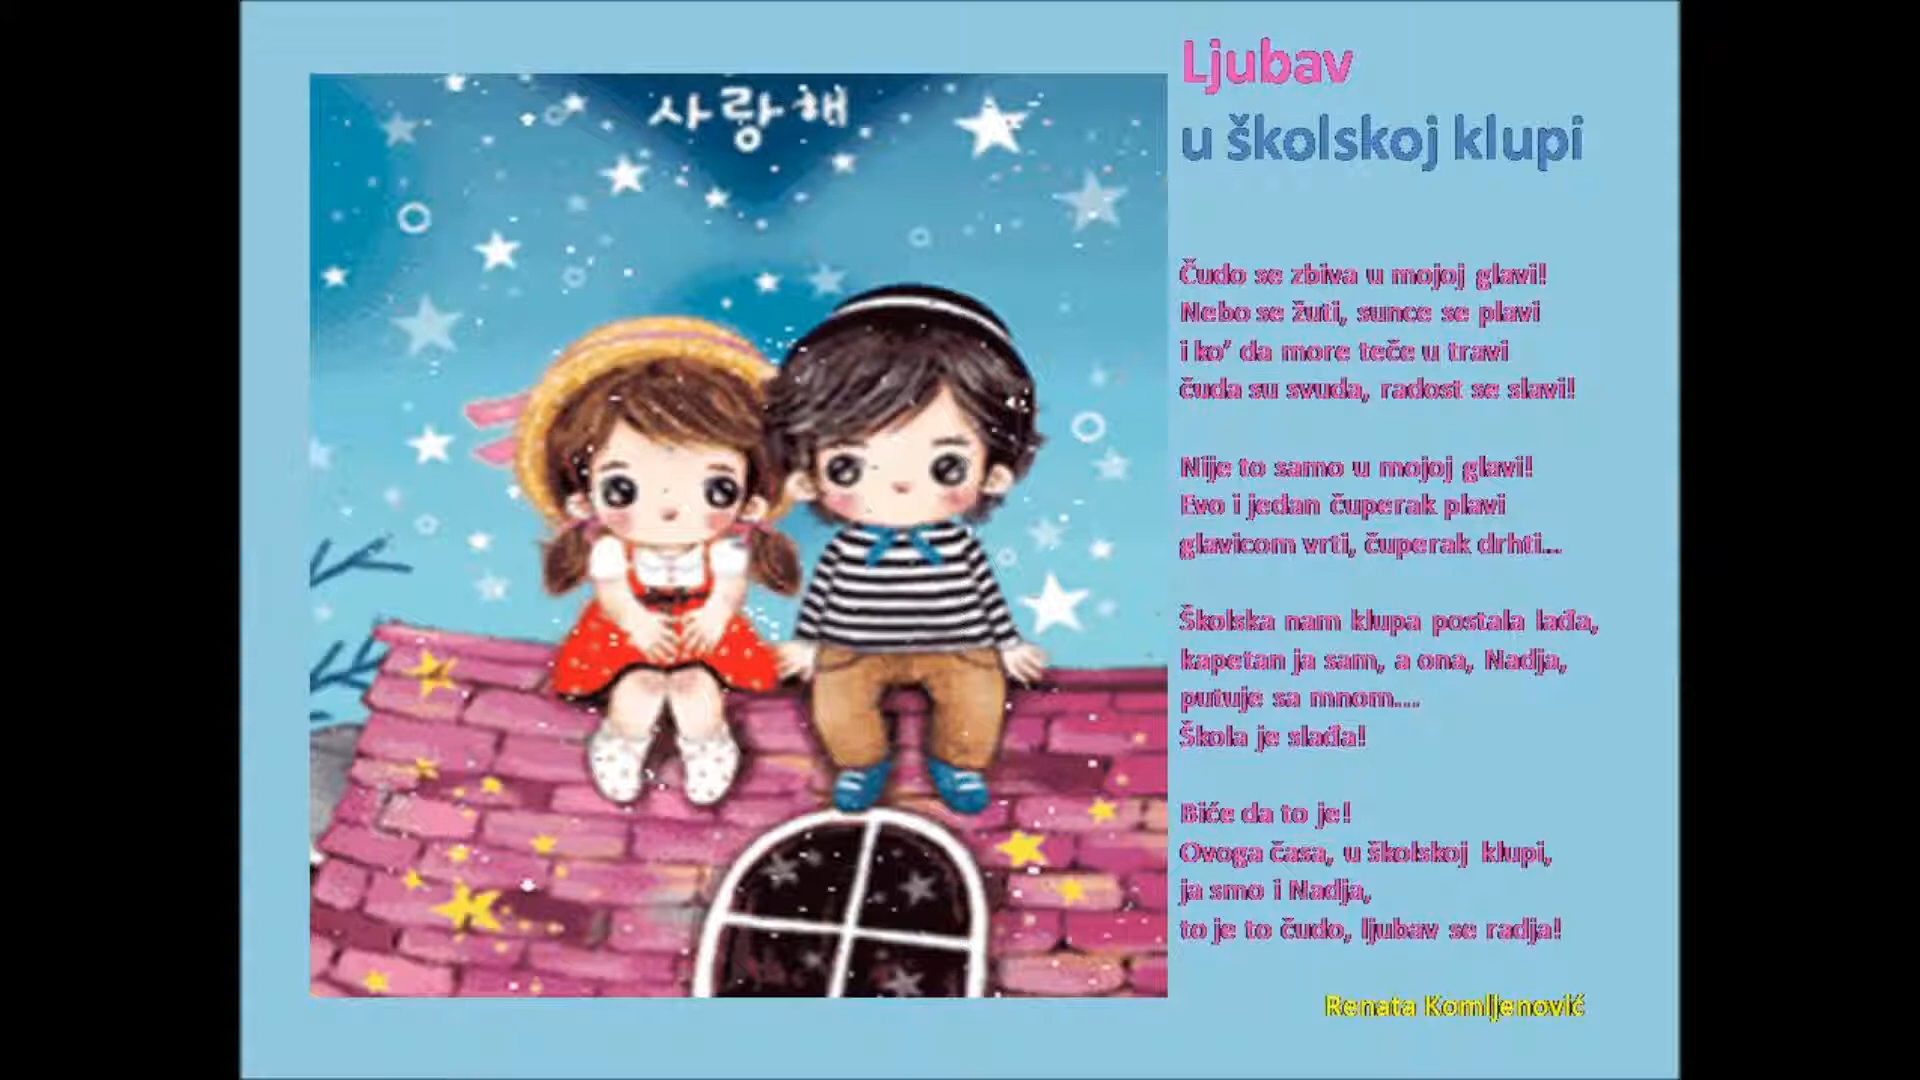 사랑해
Ljubav
u školskoj klupi
Čudo se zbiva u mojoj glavi!
Nebo se žuti, sunce se plavi
i ko’ da more teče u travi
čuda su svuda, radost se slavi!
Nije to samo u mojoj glavi!
Evo i jedan čuperak plavi
glavicom vrti, čuperak drhti...
Školska nam klupa postala lađa,
kapetan ja sam, a ona, Nadja,
putuje sa mnom....
Škola je slađa!
Biće da to je!
Ovoga časa, u školskoj klupi,
ja smo i Nadja,
to je to čudo, ljubav se radja!
Renata Komljenović